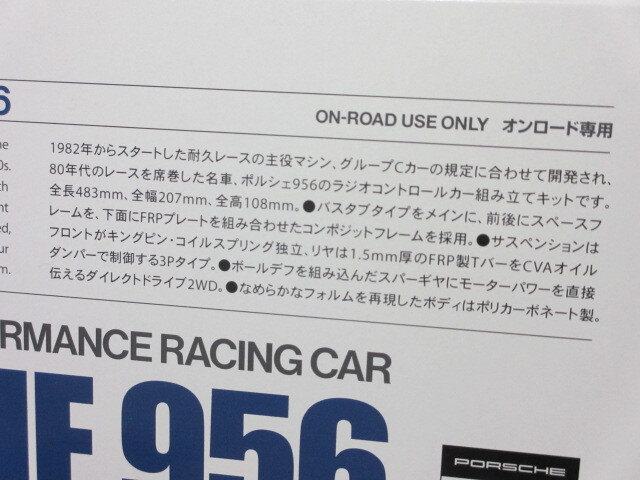 6
ON-ROAD USE ONLY オンロード専用
1982年からスタートした耐久レースの主役マシン、グループCカーの規定に合わせて開発され、
80年代のレースを席巻した名車、ポルシェ956のラジオコントロールカー組み立てキットです。
全長483mm、全幅207mm、全高108mm。●バスタブタイプをメインに、前後にスペースフ
レームを、下面にFRPプレートを組み合わせたコンポジットフレームを採用。●サスペンションは
フロントがキングピン・コイルスプリング独立、リヤは1.5mm厚のFRP製TバーをCVAオイル
ダンパーで制御する3Pタイプ。●ボールデフを組み込んだスパーギヤにモーターパワーを直接
伝えるダイレクトドライブ2WD。●なめらかなフォルムを再現したボディはポリカーボネート製。
RMANCE RACING CAR
956
PORSCHE